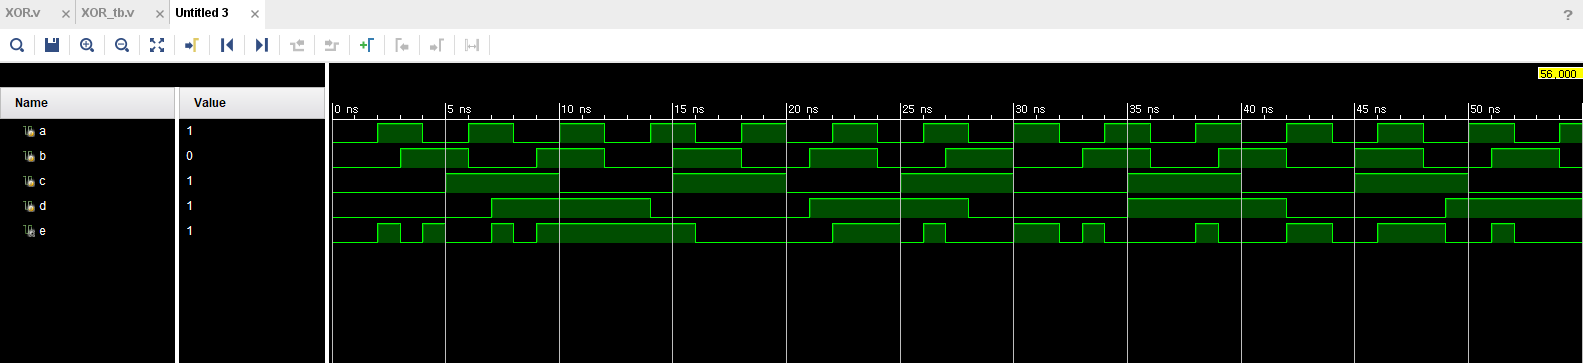 XOR.v × XOR_tb.v × Untitled 3 × ?
56,000
Name Value
0 ns 5 ns 10 ns 15 ns 20 ns 25 ns 30 ns 35 ns 40 ns 45 ns 50 ns
a 1
b 0
c 1
d 1
e 1